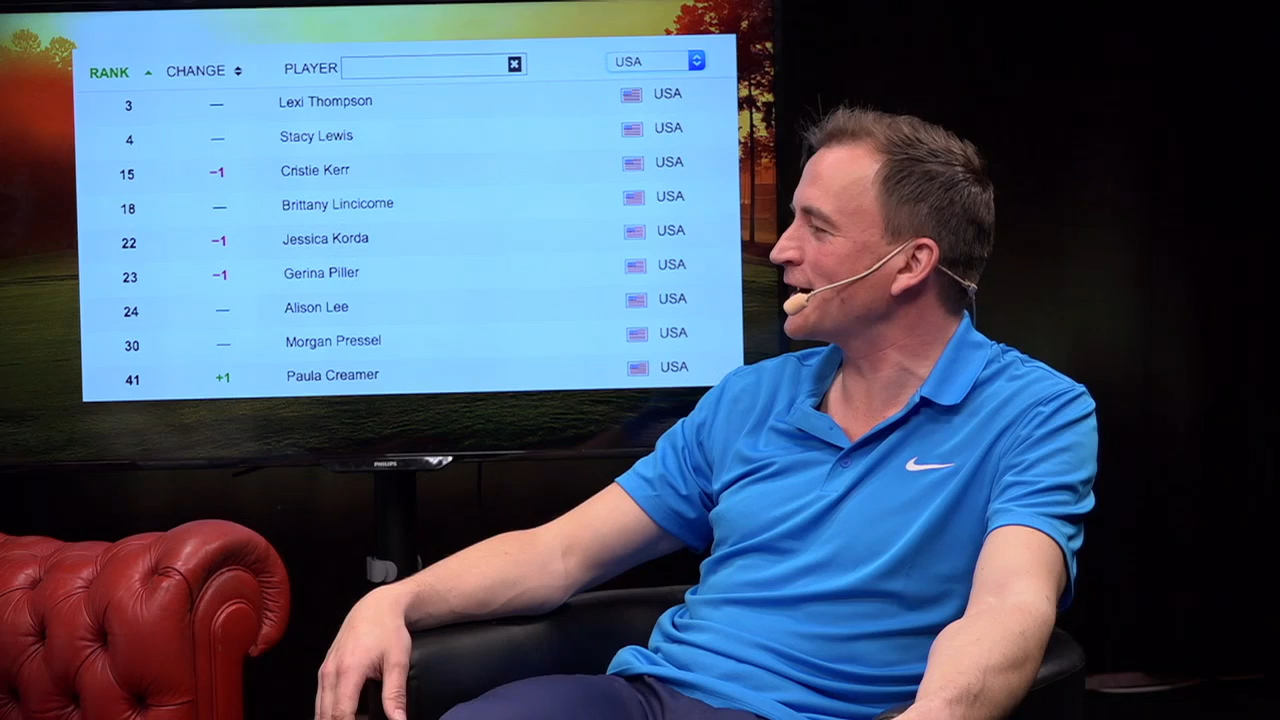 RANK CHANGE PLAYER USA
3 — Lexi Thompson USA
4 — Stacy Lewis USA
15 −1 Cristie Kerr USA
18 — Brittany Lincicome USA
22 −1 Jessica Korda USA
23 −1 Gerina Piller USA
24 — Alison Lee USA
30 — Morgan Pressel USA
41 +1 Paula Creamer USA
PHILIPS